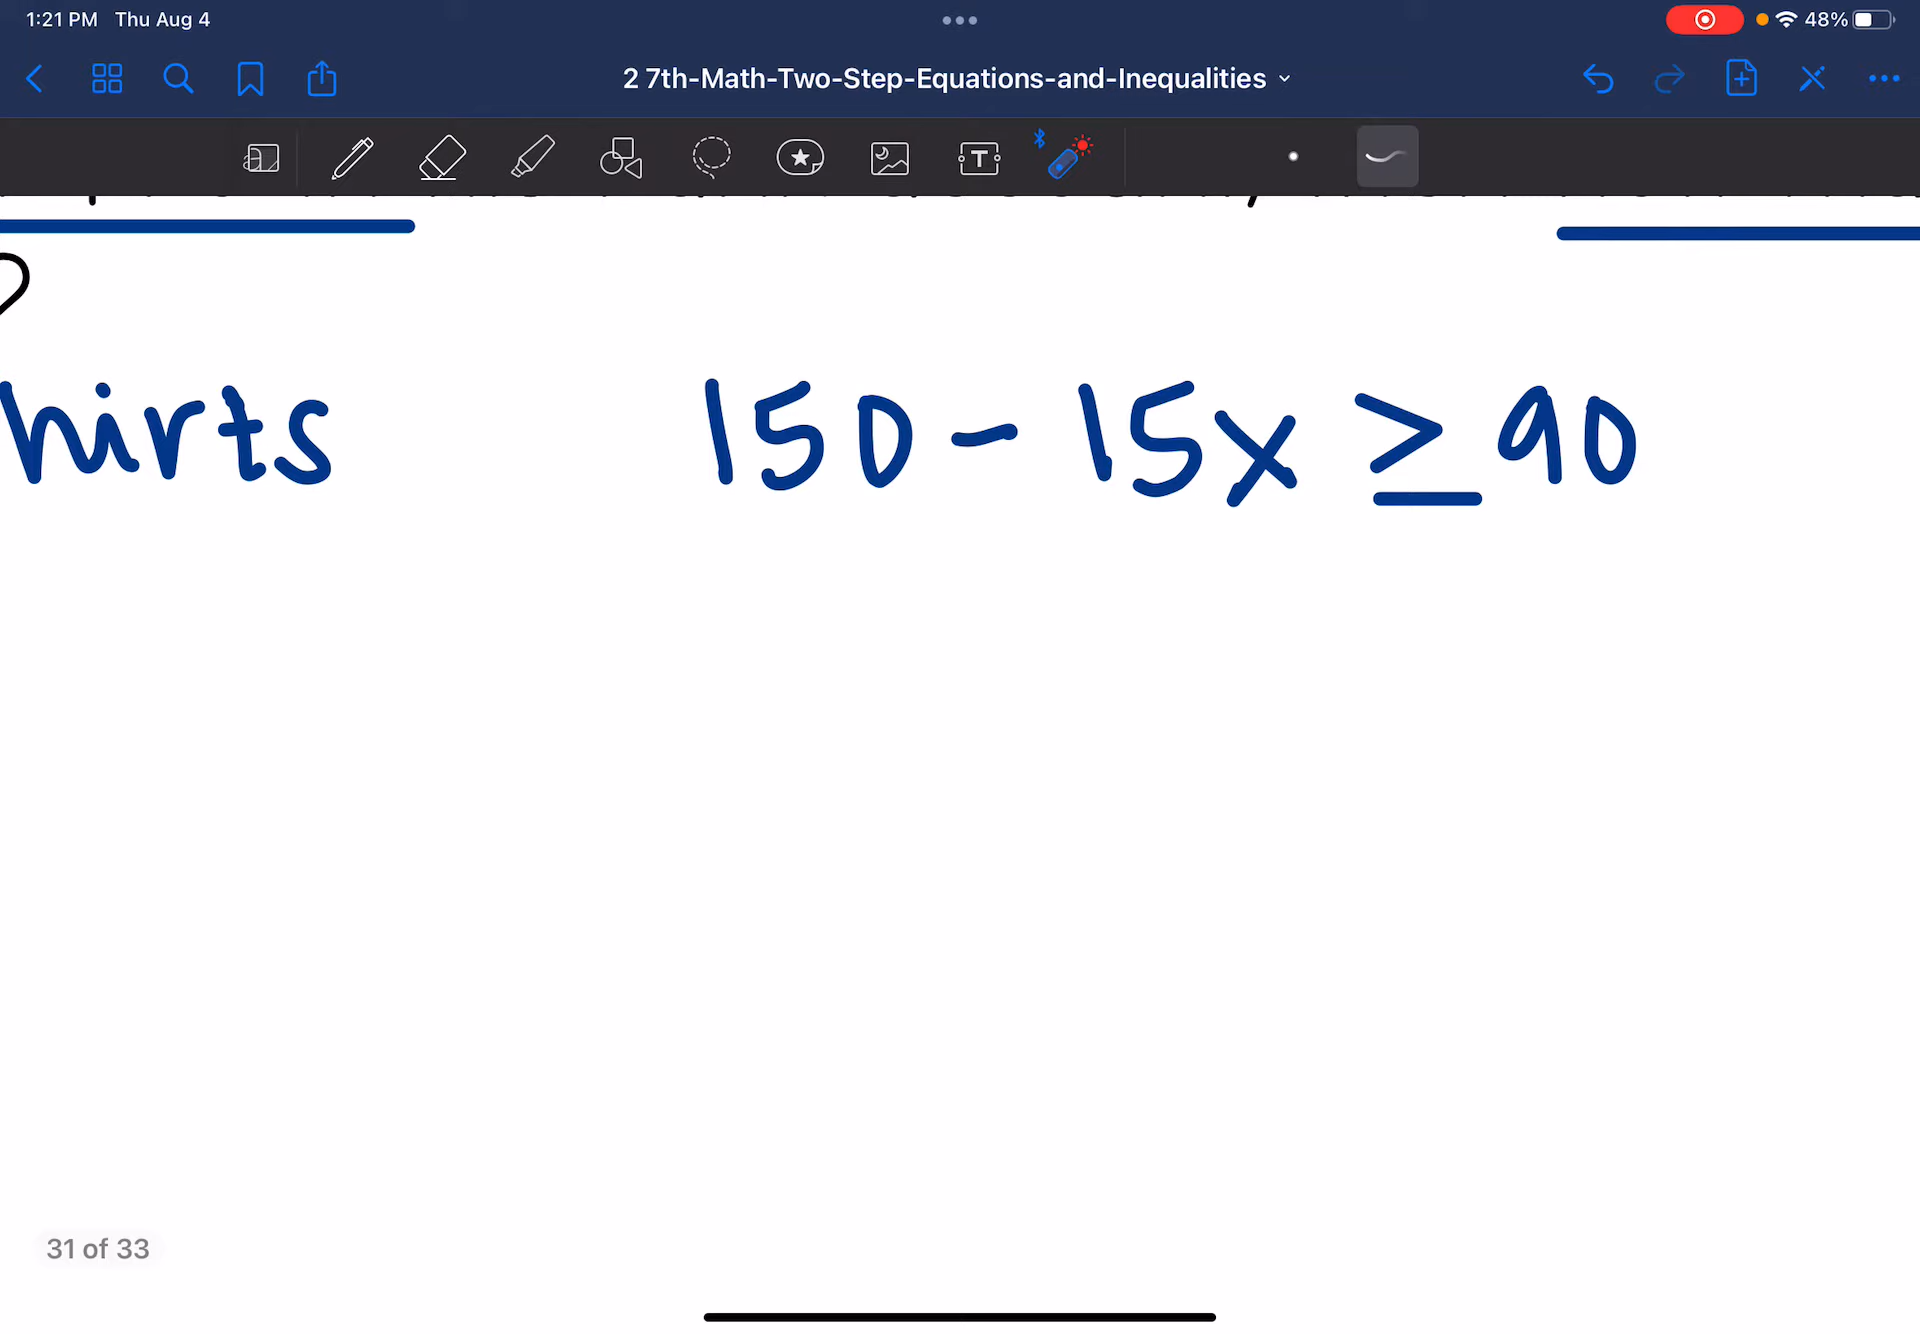 1:21 PM Thu Aug 4
48%
2 7th-Math-Two-Step-Equations-and-Inequalities
hirts 150 - 15x ≥ 90
31 of 33